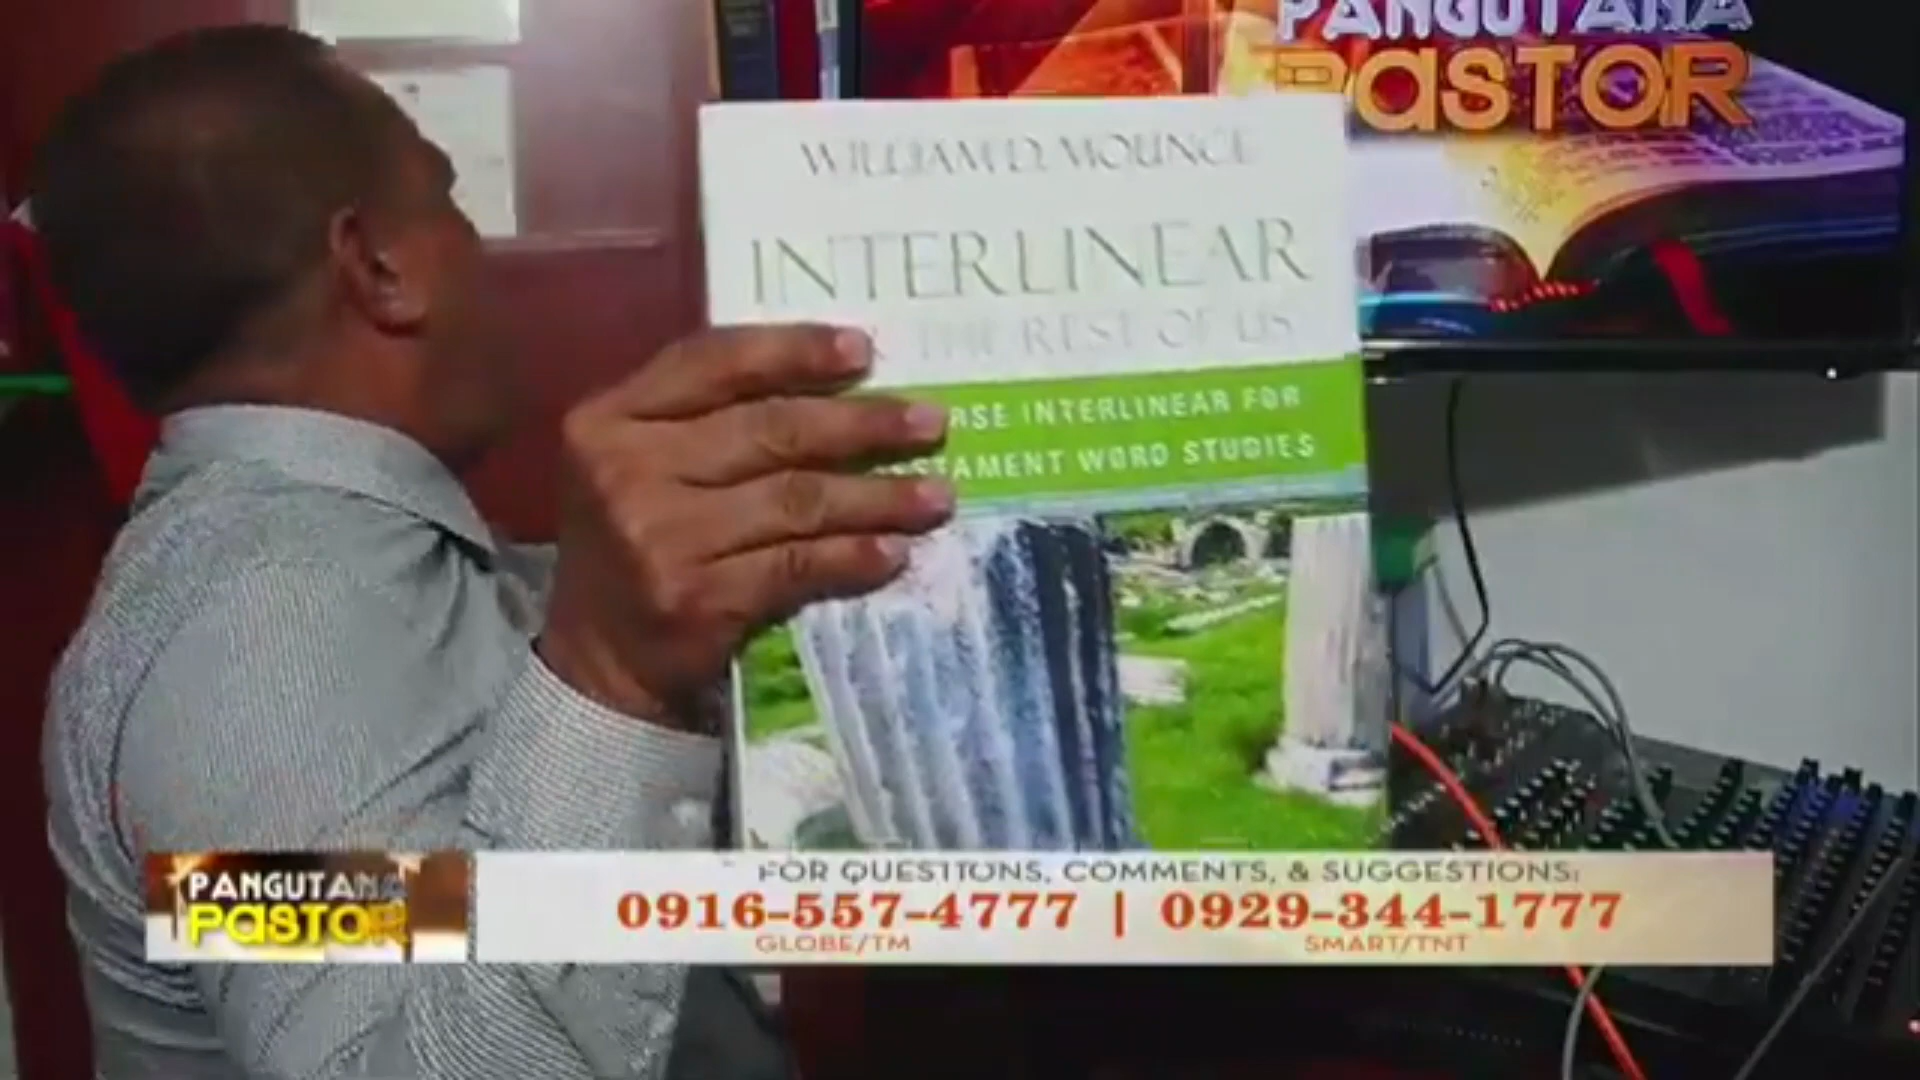 PANGUTANA
PASTOR
WILLIAM D. MOUNCE
INTERLINEAR
THE REST OF US
INTERLINEAR FOR
WORD STUDIES
FOR QUESTIONS, COMMENTS, & SUGGESTIONS:
PANGUTANA
PASTOR
0916-557-4777 | 0929-344-1777
GLOBE/TM SMART/TNT